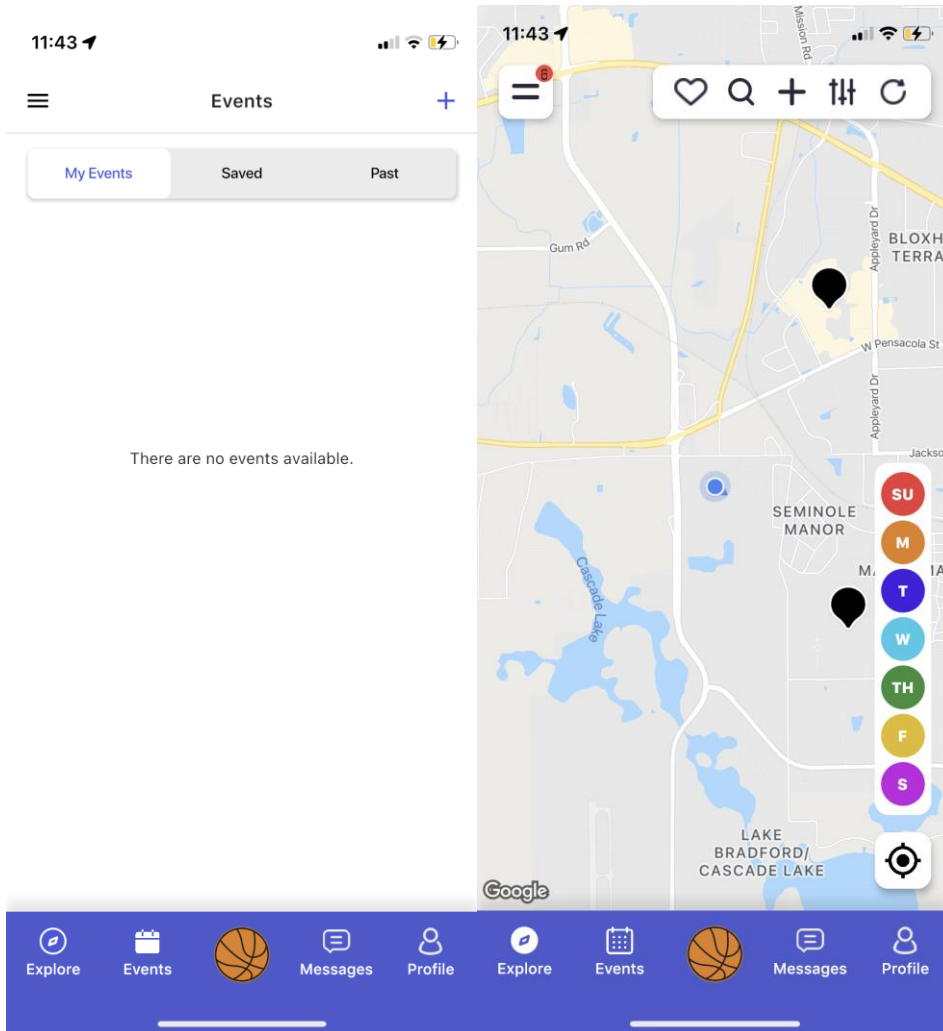 11:43
Events
My Events Saved Past
There are no events available.
Explore Events Messages Profile
11:43
6
Mission Rd
Gum Rd
Appleyard Dr
BLOXH
TERRA
W Pensacola St
Appleyard Dr
Jackso
SU
SEMINOLE
MANOR
M
MA
T
Cascade Lake
W
TH
F
S
LAKE
BRADFORD/
CASCADE LAKE
Google
Explore Events Messages Profile